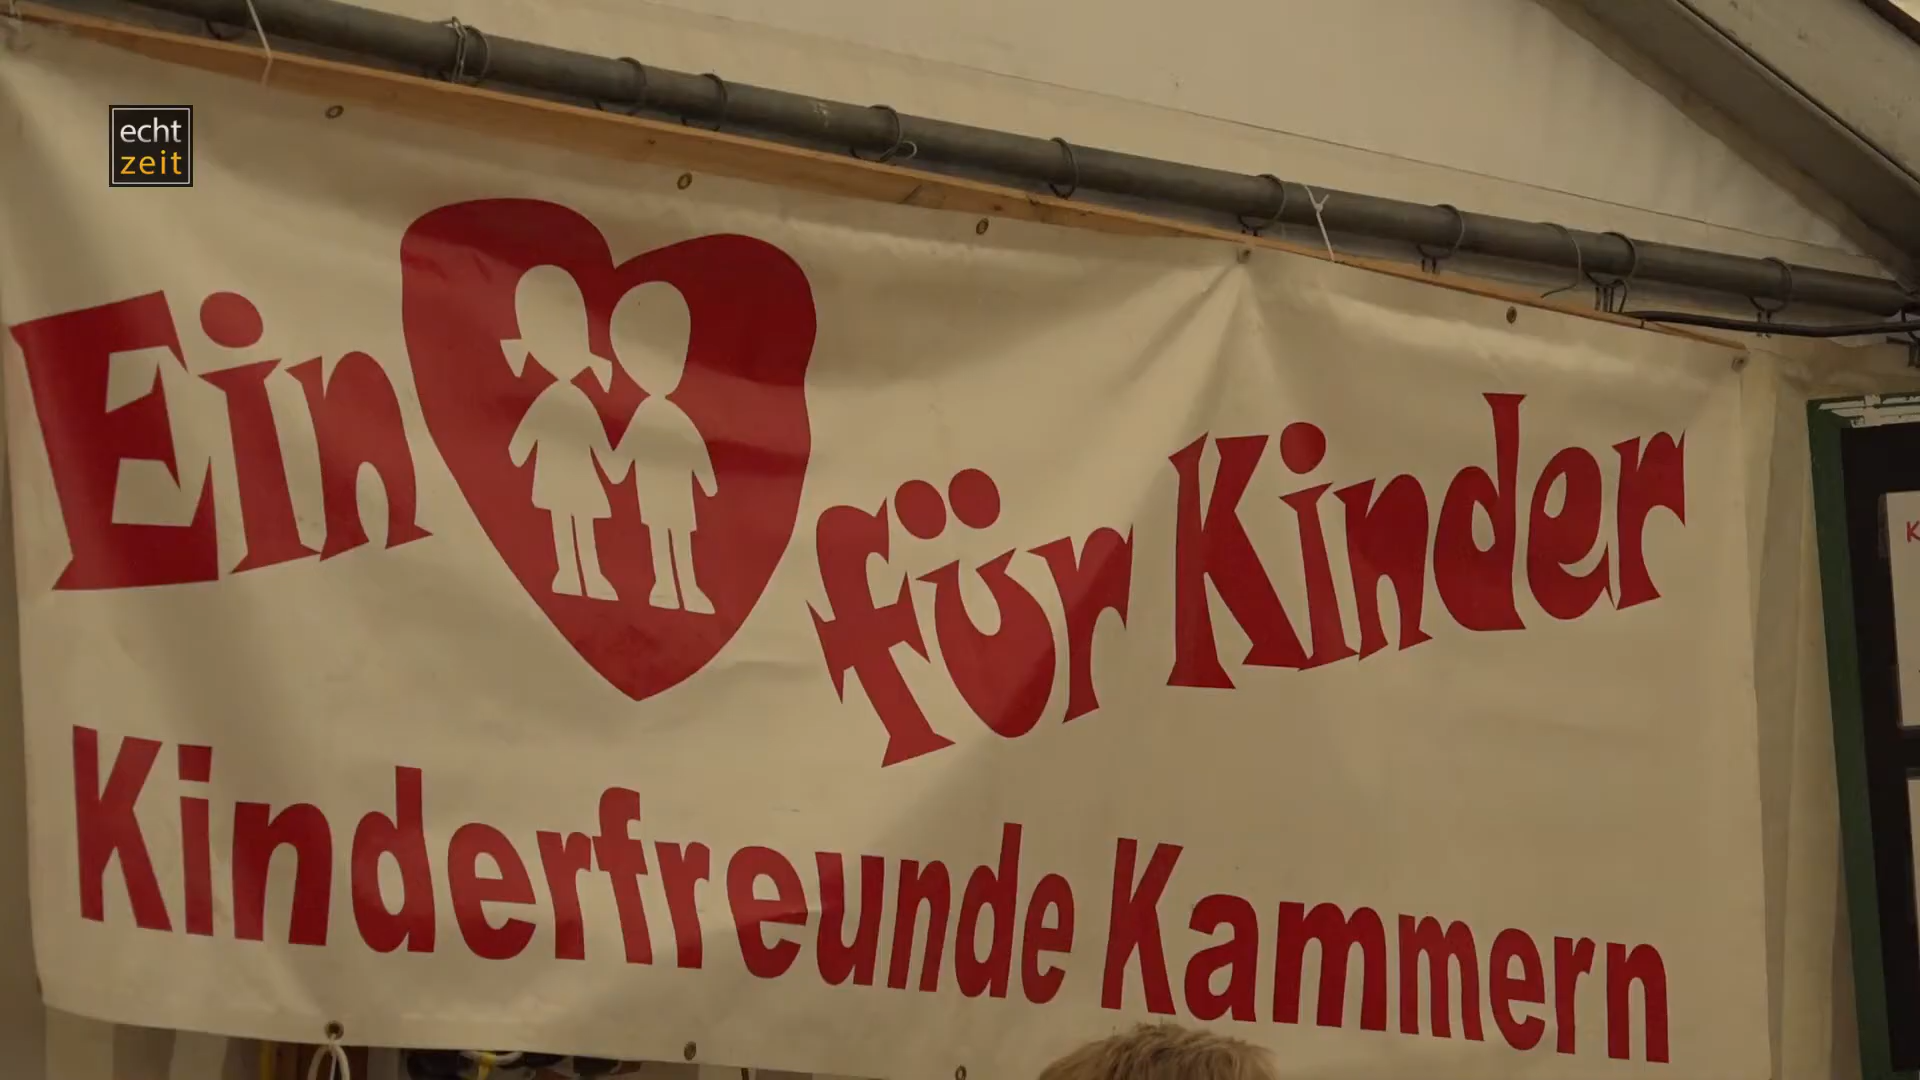 echt
zeit
Ein für Kinder
Kinderfreunde Kammern
K